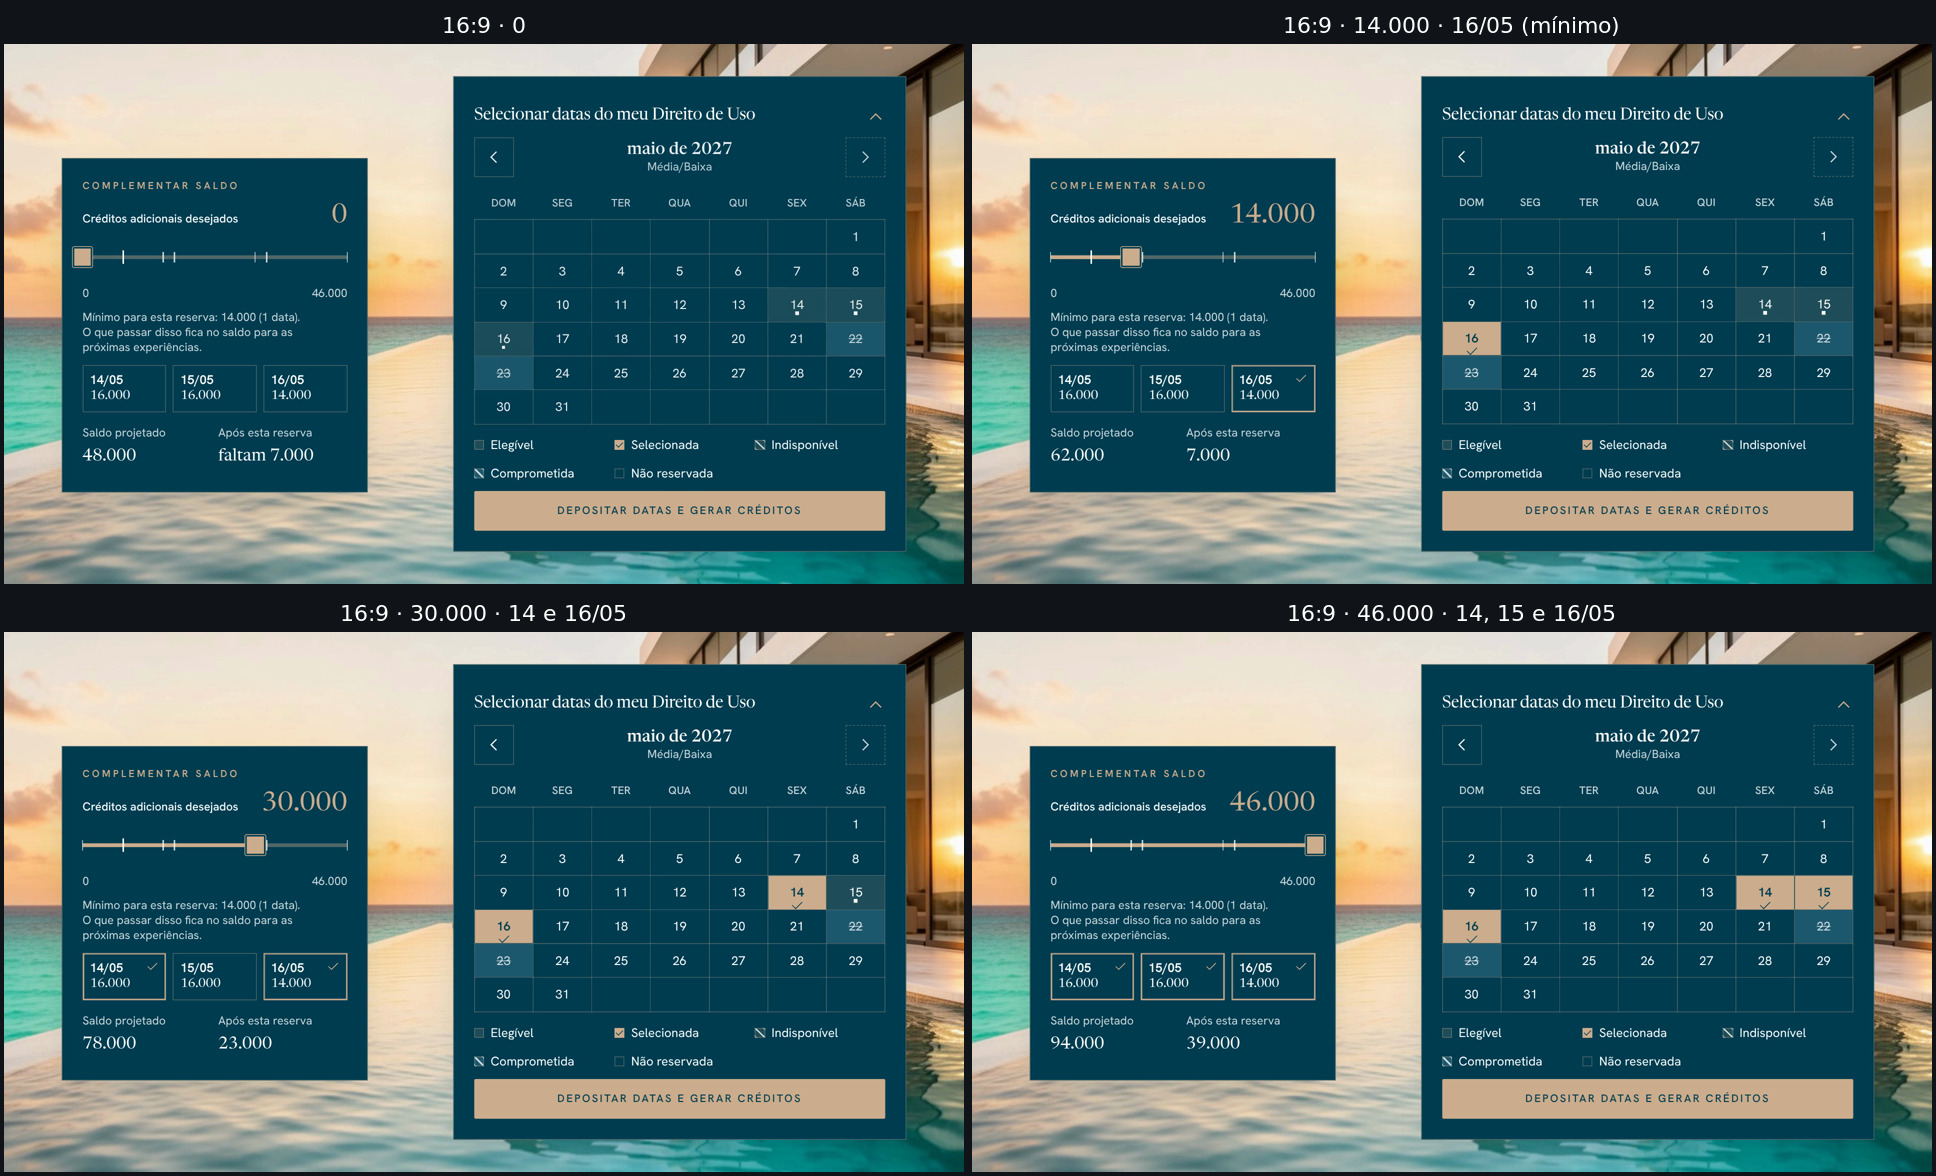 16:9 · 0
COMPLEMENTAR SALDO
Créditos adicionais desejados 0
0 46.000
Mínimo para esta reserva: 14.000 (1 data).
O que passar disso fica no saldo para as
próximas experiências.
14/05 15/05 16/05
16.000 16.000 14.000
Saldo projetado Após esta reserva
48.000 faltam 7.000
Selecionar datas do meu Direito de Uso
maio de 2027
Média/Baixa
DOM SEG TER QUA QUI SEX SÁB
1
2 3 4 5 6 7 8
9 10 11 12 13 14 15
16 17 18 19 20 21 22
23 24 25 26 27 28 29
30 31
Elegível Selecionada Indisponível
Comprometida Não reservada
DEPOSITAR DATAS E GERAR CRÉDITOS
16:9 · 14.000 · 16/05 (mínimo)
COMPLEMENTAR SALDO
Créditos adicionais desejados 14.000
0 46.000
Mínimo para esta reserva: 14.000 (1 data).
O que passar disso fica no saldo para as
próximas experiências.
14/05 15/05 16/05
16.000 16.000 14.000
Saldo projetado Após esta reserva
62.000 7.000
Selecionar datas do meu Direito de Uso
maio de 2027
Média/Baixa
DOM SEG TER QUA QUI SEX SÁB
1
2 3 4 5 6 7 8
9 10 11 12 13 14 15
16 17 18 19 20 21 22
23 24 25 26 27 28 29
30 31
Elegível Selecionada Indisponível
Comprometida Não reservada
DEPOSITAR DATAS E GERAR CRÉDITOS
16:9 · 30.000 · 14 e 16/05
COMPLEMENTAR SALDO
Créditos adicionais desejados 30.000
0 46.000
Mínimo para esta reserva: 14.000 (1 data).
O que passar disso fica no saldo para as
próximas experiências.
14/05 15/05 16/05
16.000 16.000 14.000
Saldo projetado Após esta reserva
78.000 23.000
Selecionar datas do meu Direito de Uso
maio de 2027
Média/Baixa
DOM SEG TER QUA QUI SEX SÁB
1
2 3 4 5 6 7 8
9 10 11 12 13 14 15
16 17 18 19 20 21 22
23 24 25 26 27 28 29
30 31
Elegível Selecionada Indisponível
Comprometida Não reservada
DEPOSITAR DATAS E GERAR CRÉDITOS
16:9 · 46.000 · 14, 15 e 16/05
COMPLEMENTAR SALDO
Créditos adicionais desejados 46.000
0 46.000
Mínimo para esta reserva: 14.000 (1 data).
O que passar disso fica no saldo para as
próximas experiências.
14/05 15/05 16/05
16.000 16.000 14.000
Saldo projetado Após esta reserva
94.000 39.000
Selecionar datas do meu Direito de Uso
maio de 2027
Média/Baixa
DOM SEG TER QUA QUI SEX SÁB
1
2 3 4 5 6 7 8
9 10 11 12 13 14 15
16 17 18 19 20 21 22
23 24 25 26 27 28 29
30 31
Elegível Selecionada Indisponível
Comprometida Não reservada
DEPOSITAR DATAS E GERAR CRÉDITOS